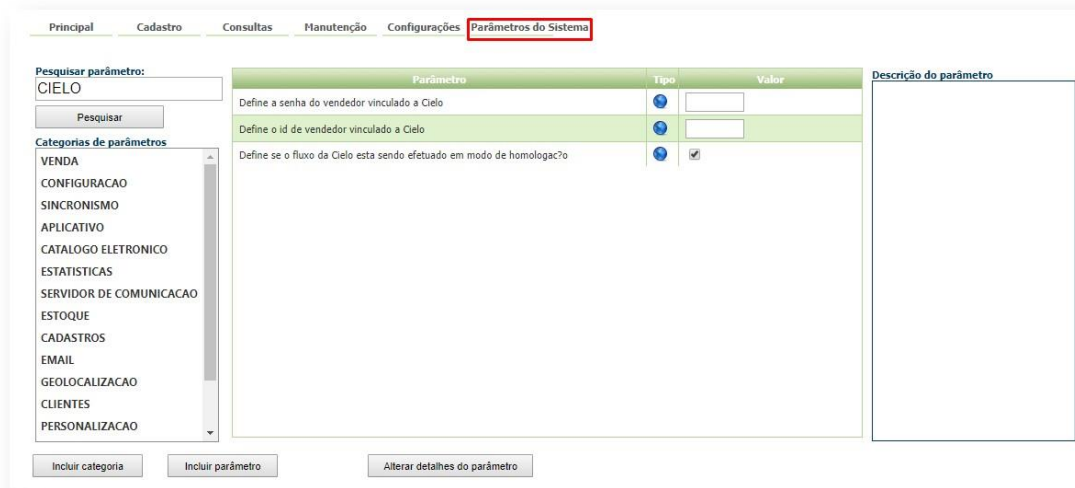 Principal Cadastro Consultas Manutenção Configurações Parâmetros do Sistema
Pesquisar parâmetro:
CIELO
Pesquisar
Categorias de parâmetros
VENDA
CONFIGURACAO
SINCRONISMO
APLICATIVO
CATALOGO ELETRONICO
ESTATISTICAS
SERVIDOR DE COMUNICACAO
ESTOQUE
CADASTROS
EMAIL
GEOLOCALIZACAO
CLIENTES
PERSONALIZACAO
Parâmetro Tipo Valor
Define a senha do vendedor vinculado a Cielo
Define o id de vendedor vinculado a Cielo
Define se o fluxo da Cielo esta sendo efetuado em modo de homologac?o
Descrição do parâmetro
Incluir categoria Incluir parâmetro Alterar detalhes do parâmetro